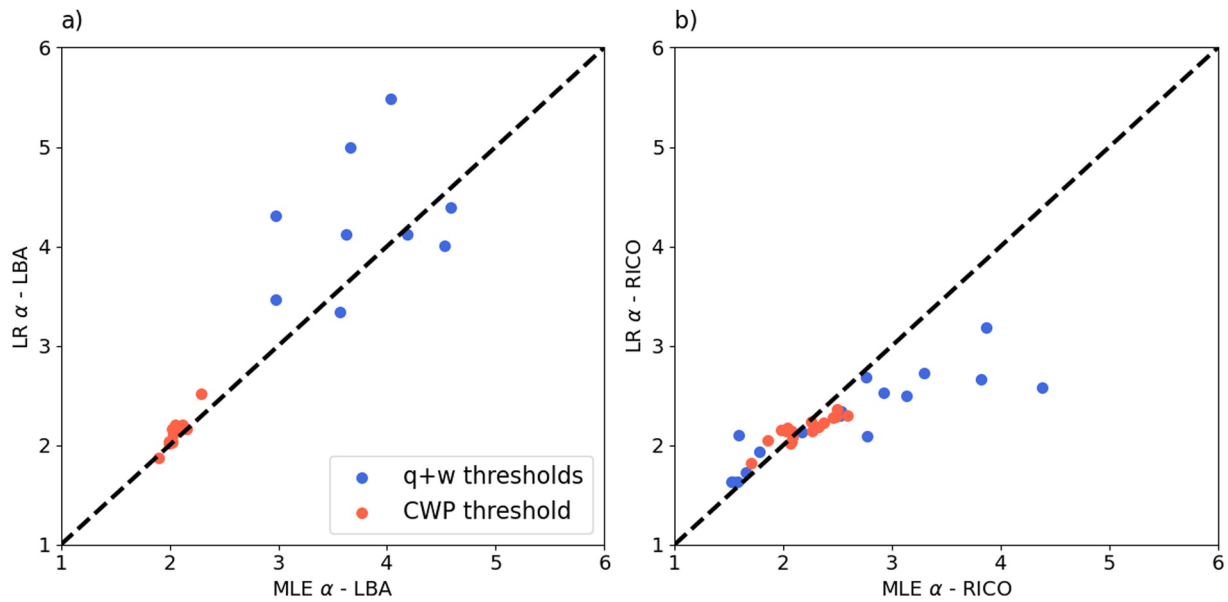 a)
6
5
4
3
2
1
LR α - LBA
1 2 3 4 5 6
MLE α - LBA
q+w thresholds
CWP threshold
b)
6
5
4
3
2
1
LR α - RICO
1 2 3 4 5 6
MLE α - RICO